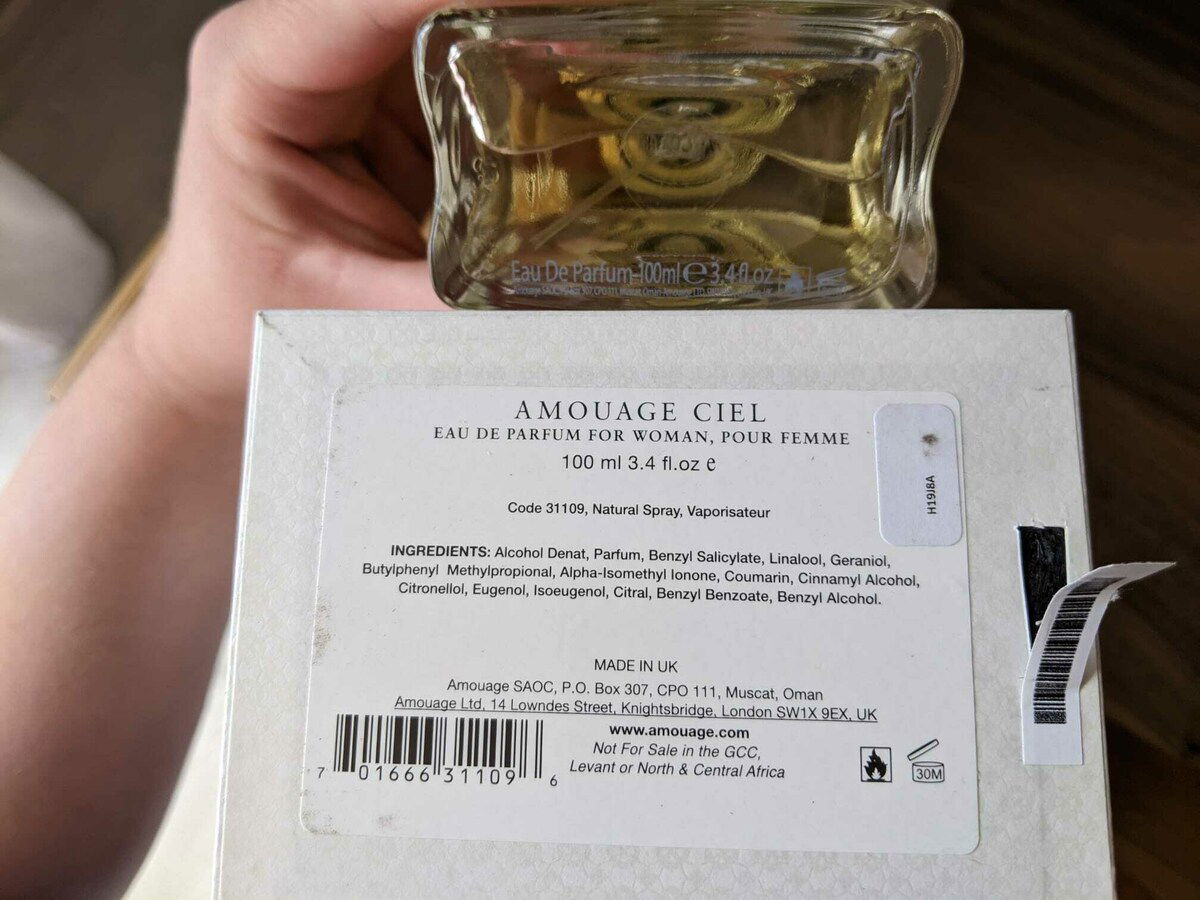 Eau De Parfum 100ml e 3.4 fl.oz
AMOUAGE CIEL
EAU DE PARFUM FOR WOMAN, POUR FEMME
100 ml 3.4 fl.oz e
H19J8A
Code 31109, Natural Spray, Vaporisateur
INGREDIENTS: Alcohol Denat, Parfum, Benzyl Salicylate, Linalool, Geraniol,
Butylphenyl Methylpropional, Alpha-Isomethyl Ionone, Coumarin, Cinnamyl Alcohol,
Citronellol, Eugenol, Isoeugenol, Citral, Benzyl Benzoate, Benzyl Alcohol.
MADE IN UK
Amouage SAOC, P.O. Box 307, CPO 111, Muscat, Oman
Amouage Ltd, 14 Lowndes Street, Knightsbridge, London SW1X 9EX, UK
www.amouage.com
Not For Sale in the GCC,
Levant or North & Central Africa
7 01666 31109 6
30M